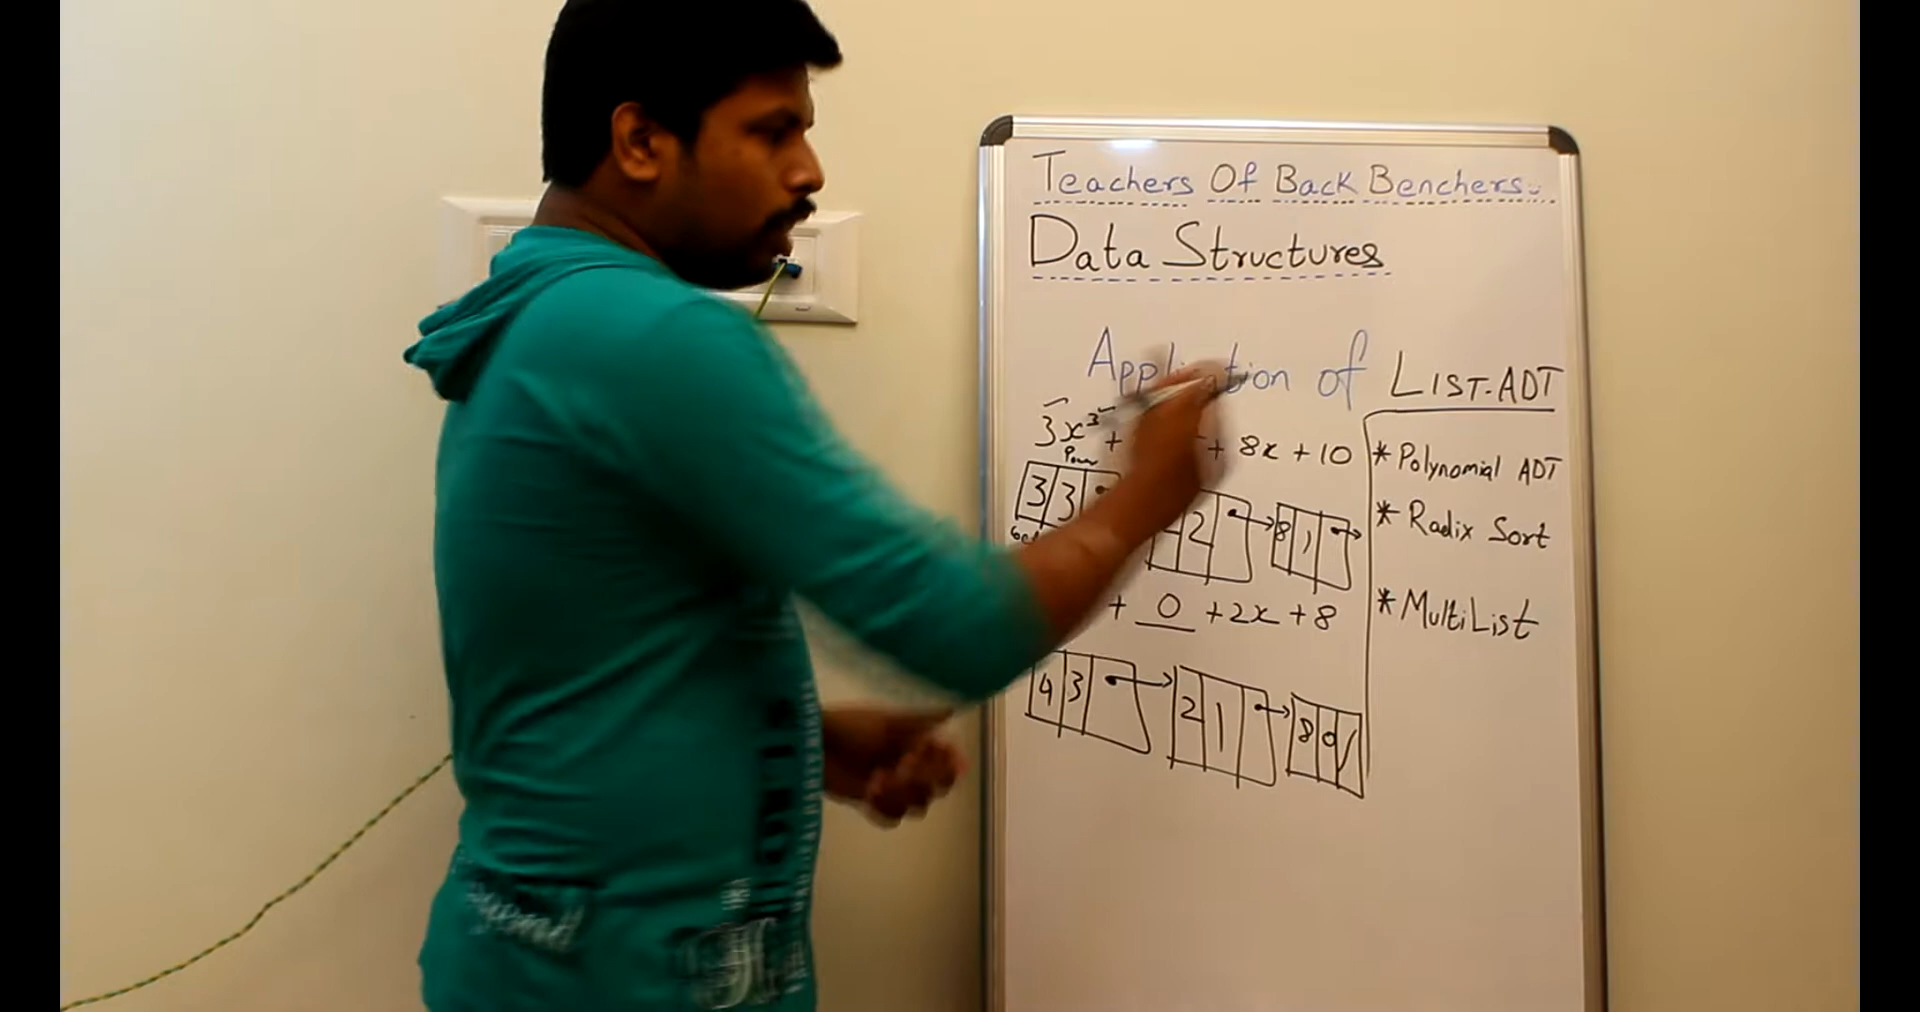 Teachers Of Back Benchers
Data Structures
Application of LIST-ADT
3x³ + + 8x + 10
* Polynomial ADT
3 3 2 8 1
* Radix Sort
+ 0 + 2x + 8
* MultiList
4 3 2 1 8 0